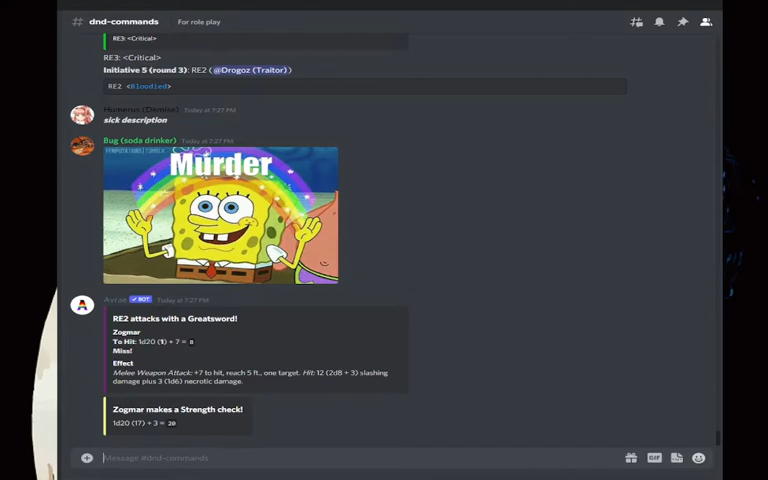 # dnd-commands For role play
RE3: <Critical>
RE3: <Critical>
Initiative 5 (round 3): RE2 (@Drogoz (Traitor))
RE2 <Bloodied>
Humerus (Demise) Today at 7:27 PM
sick description
Bug (soda drinker) Today at 7:27 PM
Murder
Avrae BOT Today at 7:27 PM
RE2 attacks with a Greatsword!
Zogmar
To Hit: 1d20 (1) + 7 = 8
Miss!
Effect
Melee Weapon Attack: +7 to hit, reach 5 ft., one target. Hit: 12 (2d8 + 3) slashing
damage plus 3 (1d6) necrotic damage.
Zogmar makes a Strength check!
1d20 (17) + 3 = 20
Message #dnd-commands
GIF